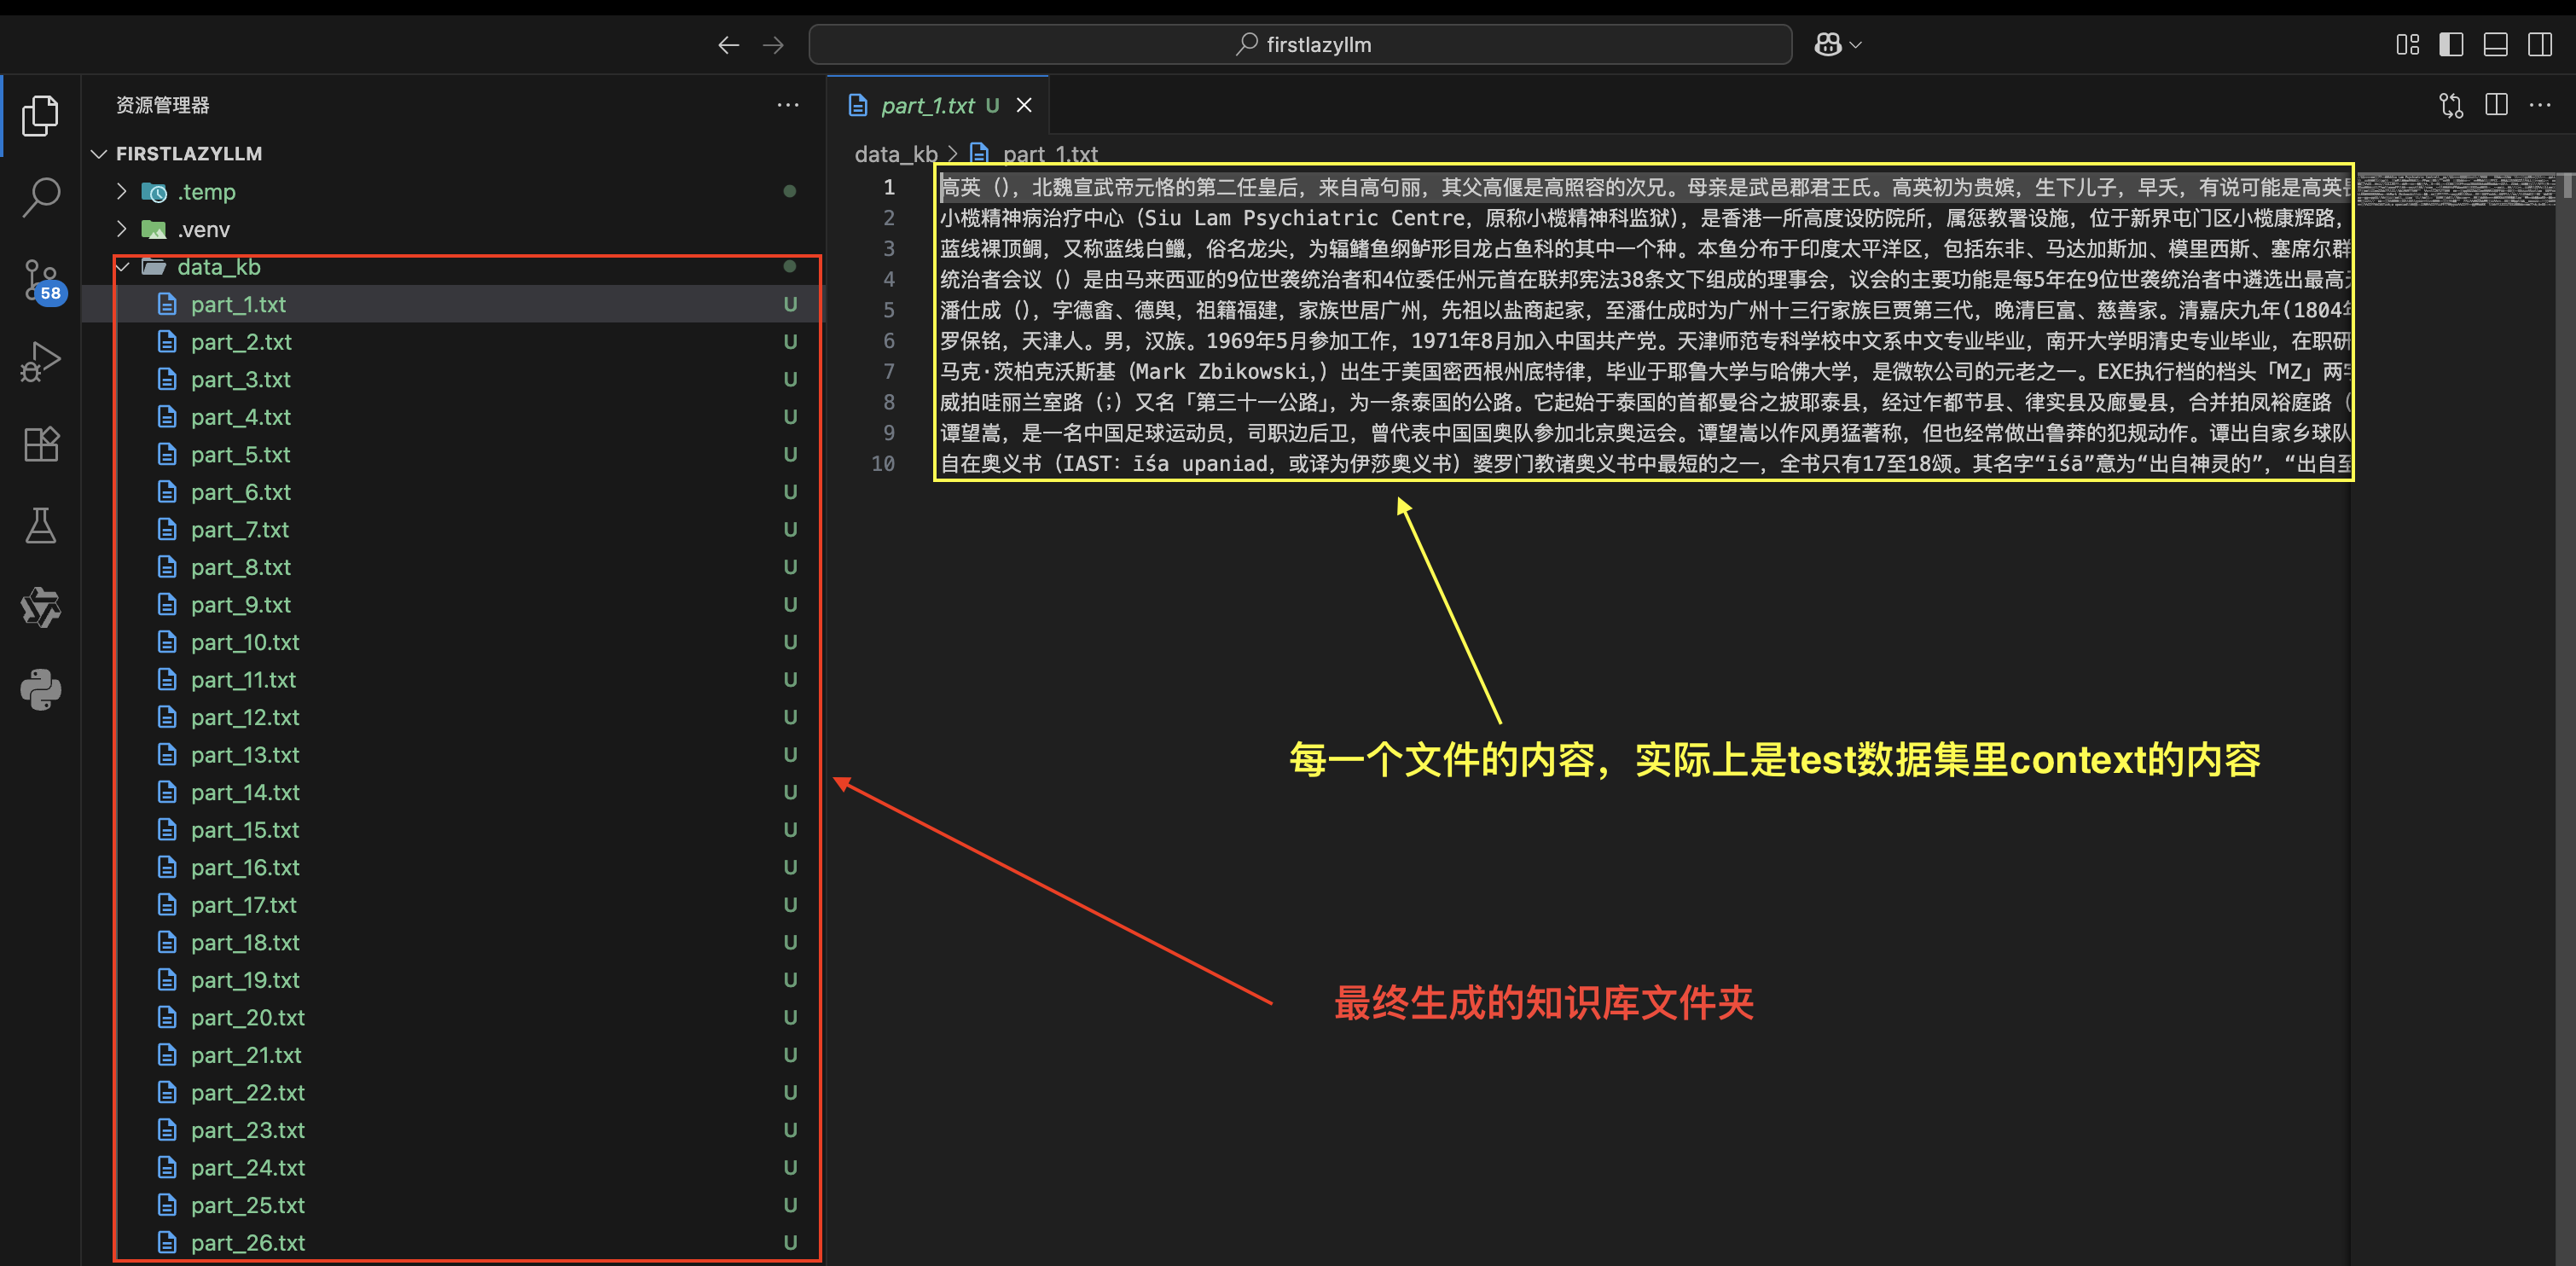 firstlazyllm
资源管理器
FIRSTLAZYLLM
.temp
.venv
data_kb
part_1.txt U
part_2.txt U
part_3.txt U
part_4.txt U
part_5.txt U
part_6.txt U
part_7.txt U
part_8.txt U
part_9.txt U
part_10.txt U
part_11.txt U
part_12.txt U
part_13.txt U
part_14.txt U
part_15.txt U
part_16.txt U
part_17.txt U
part_18.txt U
part_19.txt U
part_20.txt U
part_21.txt U
part_22.txt U
part_23.txt U
part_24.txt U
part_25.txt U
part_26.txt U
58
part_1.txt U
data_kb > part_1.txt
1 高英（），北魏宣武帝元恪的第二任皇后，来自高句丽，其父高偃是高照容的次兄。母亲是武邑郡君王氏。高英初为贵嫔，生下儿子，早夭，有说可能是高英
2 小榄精神病治疗中心（Siu Lam Psychiatric Centre，原称小榄精神科监狱），是香港一所高度设防院所，属惩教署设施，位于新界屯门区小榄康辉路，
3 蓝线裸顶鲷，又称蓝线白鱲，俗名龙尖，为辐鳍鱼纲鲈形目龙占鱼科的其中一个种。本鱼分布于印度太平洋区，包括东非、马达加斯加、模里西斯、塞席尔群
4 统治者会议（）是由马来西亚的9位世袭统治者和4位委任州元首在联邦宪法38条文下组成的理事会，议会的主要功能是每5年在9位世袭统治者中遴选出最高
5 潘仕成（），字德畬、德舆，祖籍福建，家族世居广州，先祖以盐商起家，至潘仕成时为广州十三行家族巨贾第三代，晚清巨富、慈善家。清嘉庆九年(1804年
6 罗保铭，天津人。男，汉族。1969年5月参加工作，1971年8月加入中国共产党。天津师范专科学校中文系中文专业毕业，南开大学明清史专业毕业，在职研
7 马克·茨柏克沃斯基（Mark Zbikowski,）出生于美国密西根州底特律，毕业于耶鲁大学与哈佛大学，是微软公司的元老之一。EXE执行档的档头「MZ」两字
8 威拍哇丽兰室路（;）又名「第三十一公路」，为一条泰国的公路。它起始于泰国的首都曼谷之披耶泰县，经过乍都节县、律实县及廊曼县，合并拍凤裕庭路（
9 谭望嵩，是一名中国足球运动员，司职边后卫，曾代表中国国奥队参加北京奥运会。谭望嵩以作风勇猛著称，但也经常做出鲁莽的犯规动作。谭出自家乡球队
10 自在奥义书（IAST：īśa upaniad，或译为伊莎奥义书）婆罗门教诸奥义书中最短的之一，全书只有17至18颂。其名字“īśā”意为“出自神灵的”，“出自至
每一个文件的内容，实际上是test数据集里context的内容
最终生成的知识库文件夹